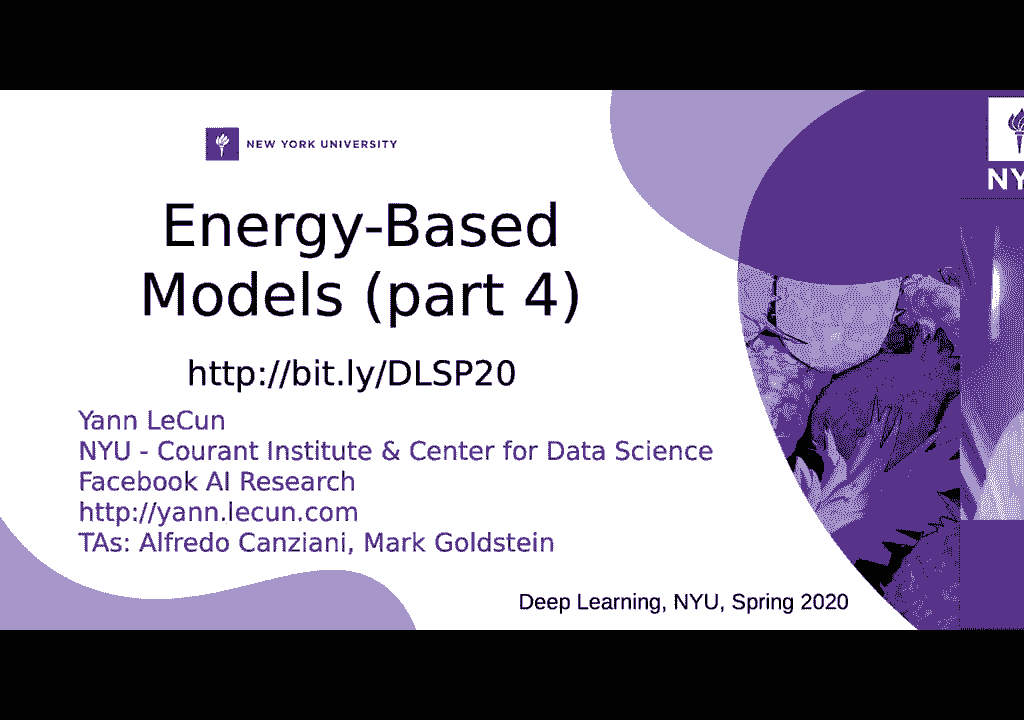 NEW YORK UNIVERSITY
Energy-Based
Models (part 4)
http://bit.ly/DLSP20
Yann LeCun
NYU - Courant Institute & Center for Data Science
Facebook AI Research
http://yann.lecun.com
TAs: Alfredo Canziani, Mark Goldstein
Deep Learning, NYU, Spring 2020